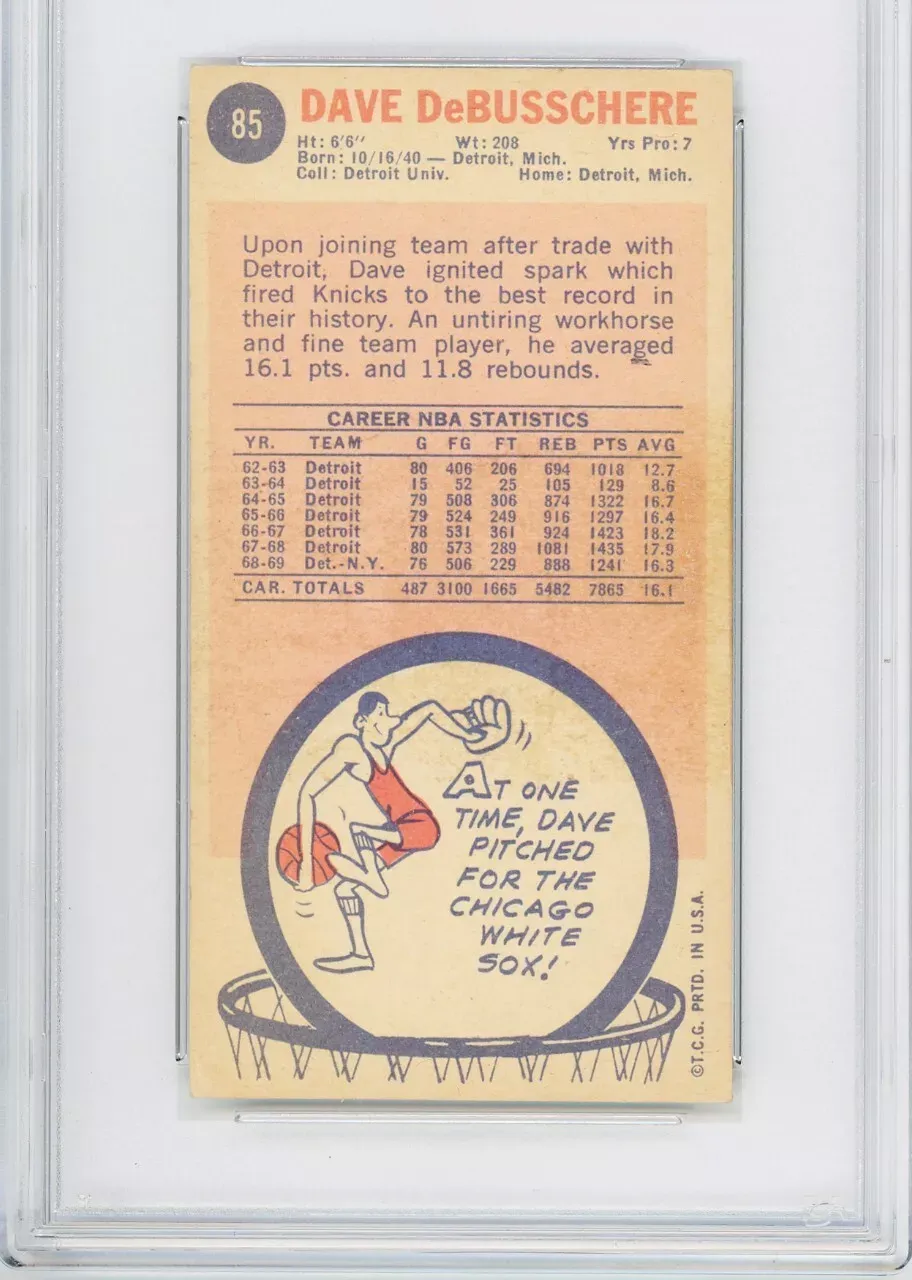 85
DAVE DeBUSSCHERE
Ht: 6'6'' Wt: 208 Yrs Pro: 7
Born: 10/16/40 — Detroit, Mich.
Coll: Detroit Univ. Home: Detroit, Mich.
Upon joining team after trade with
Detroit, Dave ignited spark which
fired Knicks to the best record in
their history. An untiring workhorse
and fine team player, he averaged
16.1 pts. and 11.8 rebounds.
CAREER NBA STATISTICS
YR. TEAM G FG FT REB PTS AVG
62-63 Detroit 80 406 206 694 1018 12.7
63-64 Detroit 15 52 25 105 129 8.6
64-65 Detroit 79 508 306 874 1322 16.7
65-66 Detroit 79 524 249 916 1297 16.4
66-67 Detroit 78 531 361 924 1423 18.2
67-68 Detroit 80 573 289 1081 1435 17.9
68-69 Det.-N.Y. 76 506 229 888 1241 16.3
CAR. TOTALS 487 3100 1665 5482 7865 16.1
AT ONE
TIME, DAVE
PITCHED
FOR THE
CHICAGO
WHITE
SOX!
©T.C.G. PRTD. IN U.S.A.